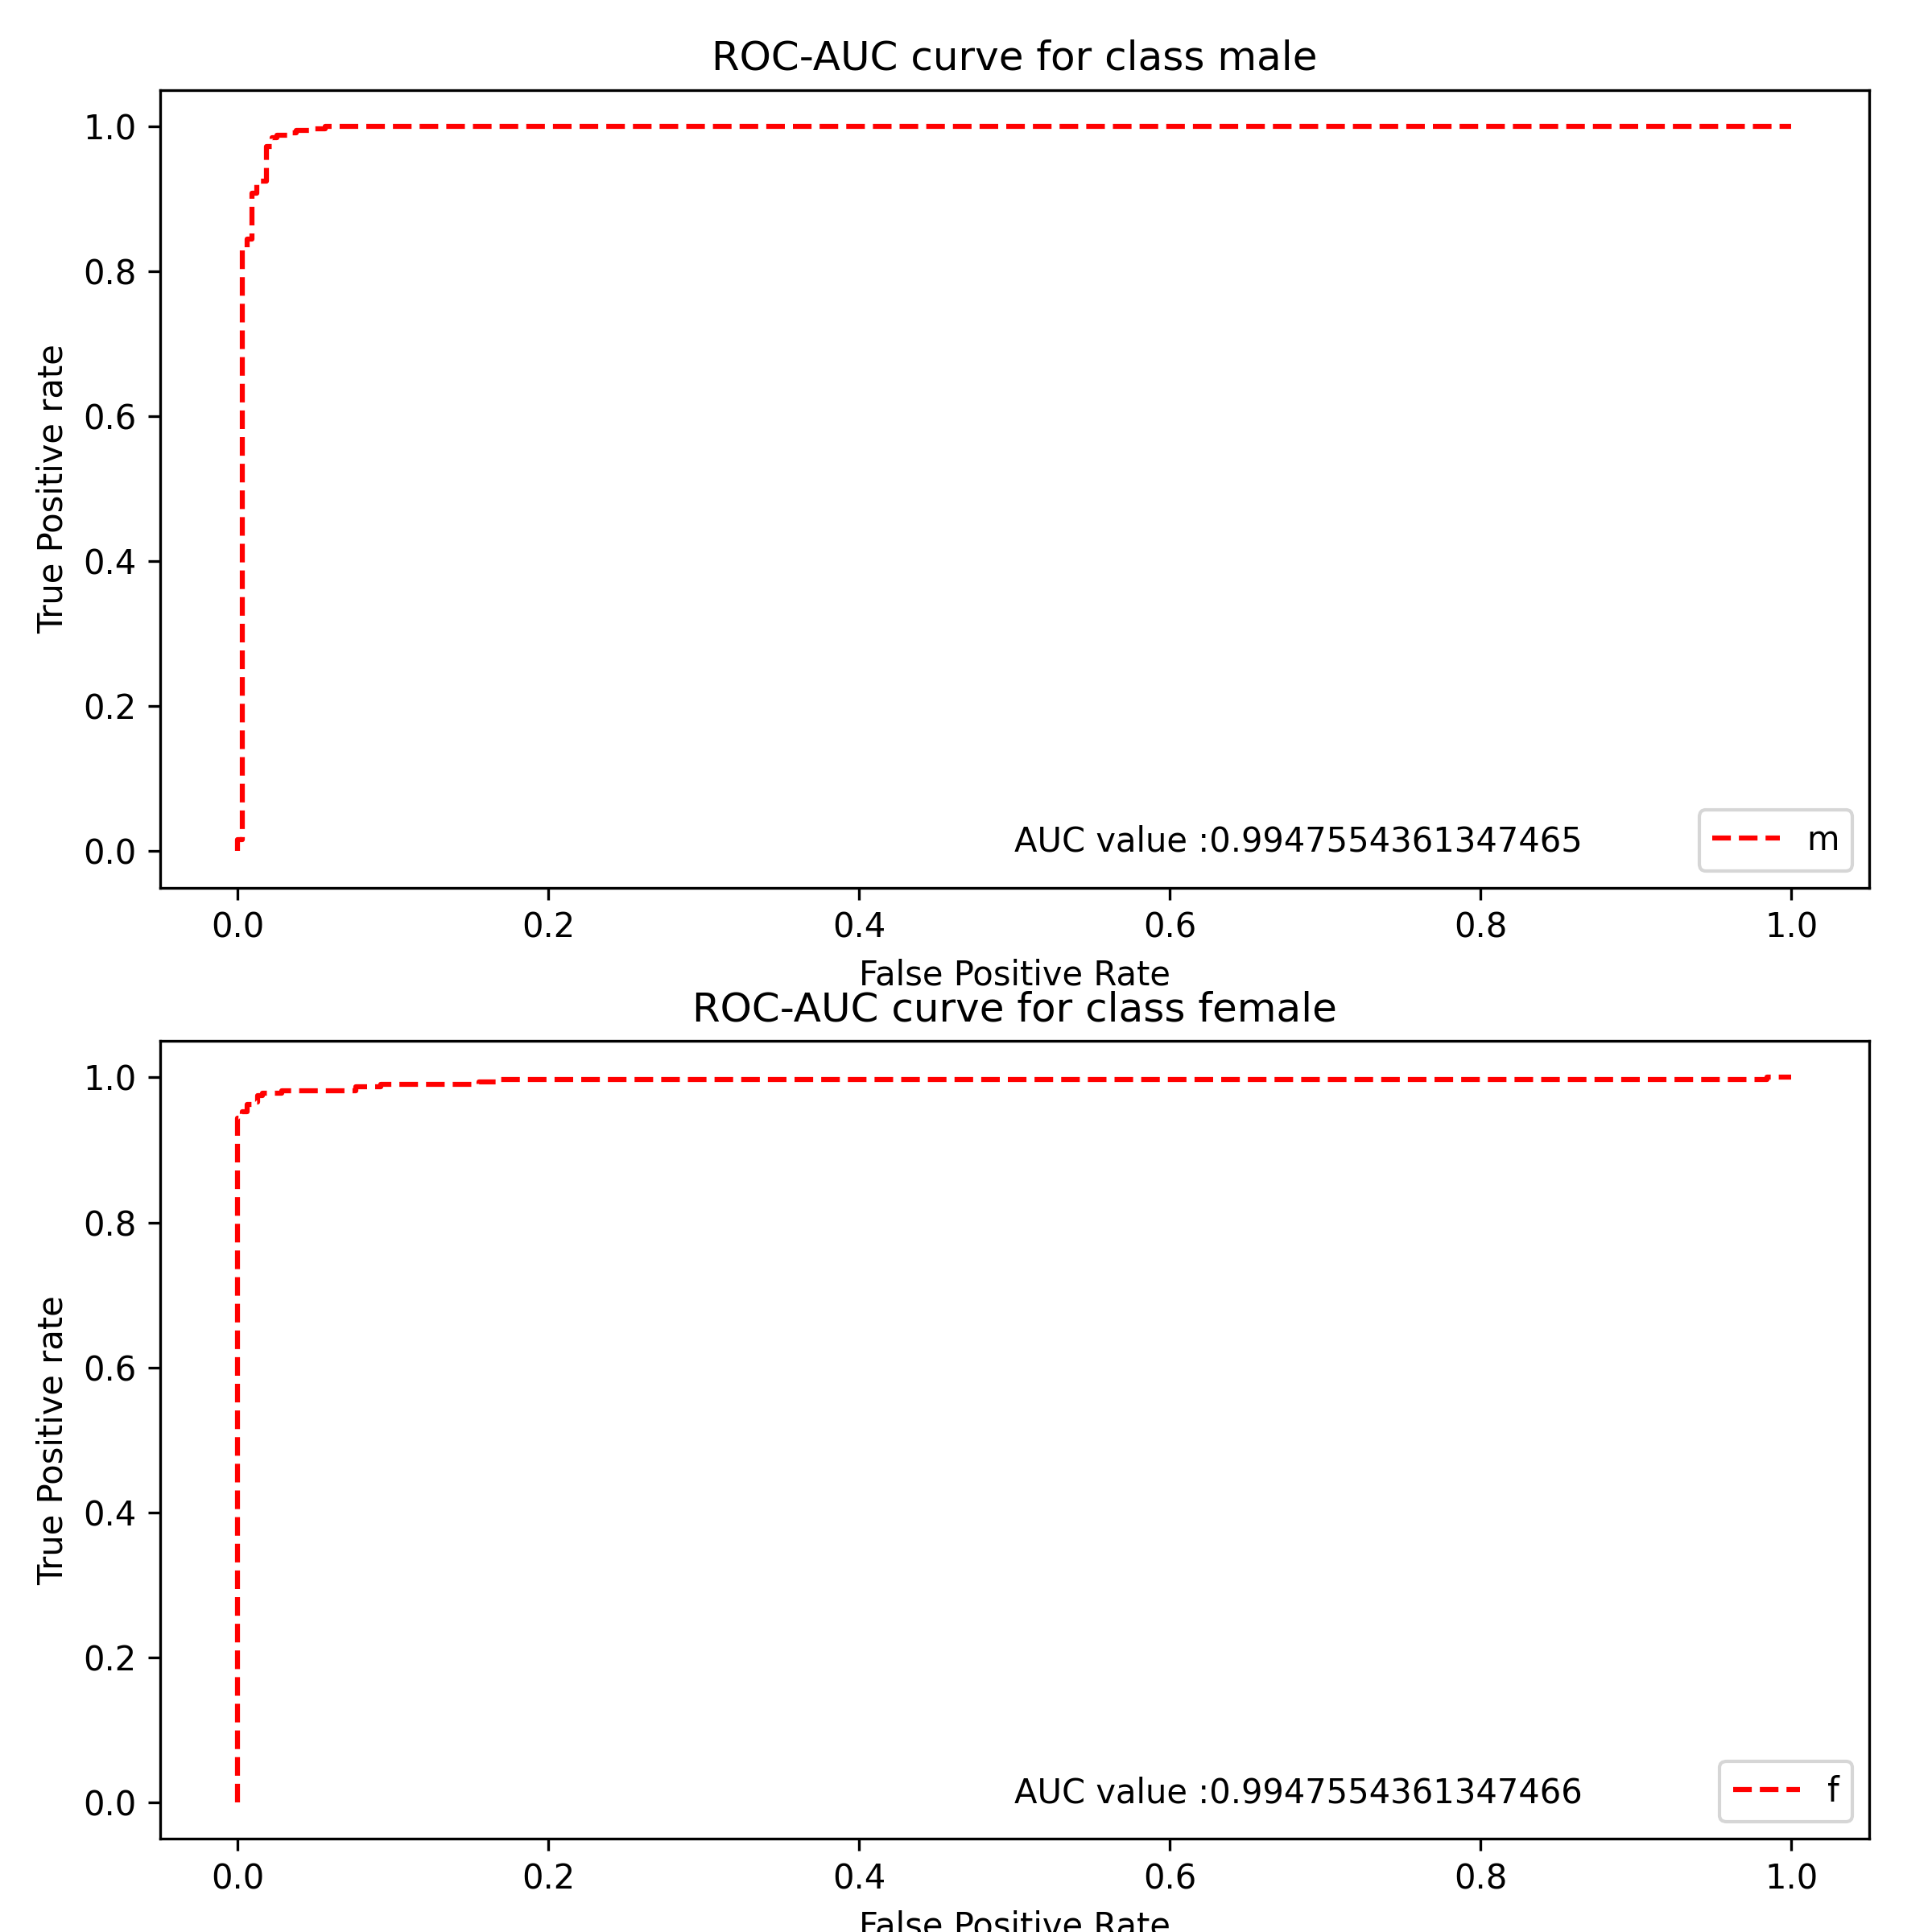 ROC-AUC curve for class male
1.0
0.8
0.6
0.4
0.2
0.0
True Positive rate
AUC value :0.9947554361347465
m
0.0 0.2 0.4 0.6 0.8 1.0
False Positive Rate
ROC-AUC curve for class female
1.0
0.8
0.6
0.4
0.2
0.0
True Positive rate
AUC value :0.9947554361347466
f
0.0 0.2 0.4 0.6 0.8 1.0
False Positive Rate